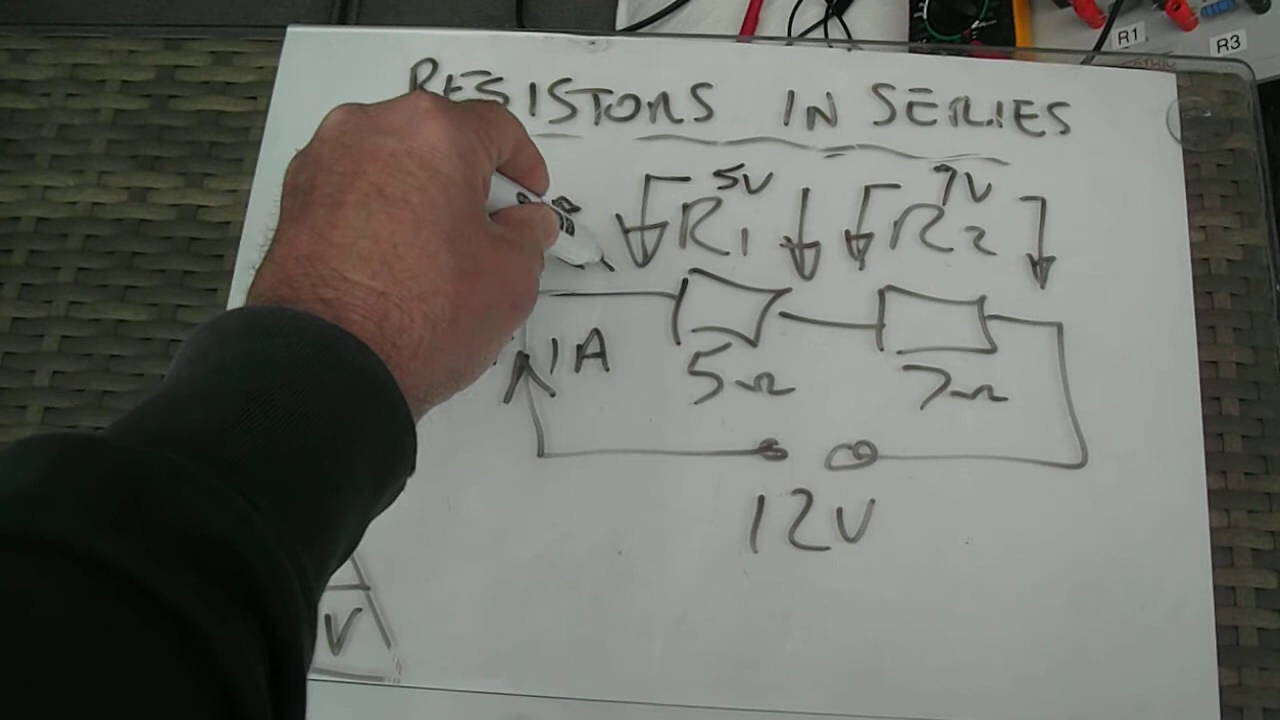 R1 R3
RESISTORS IN SERIES
5V 7V
R1 R2
1A 5Ω 7Ω
12V
V